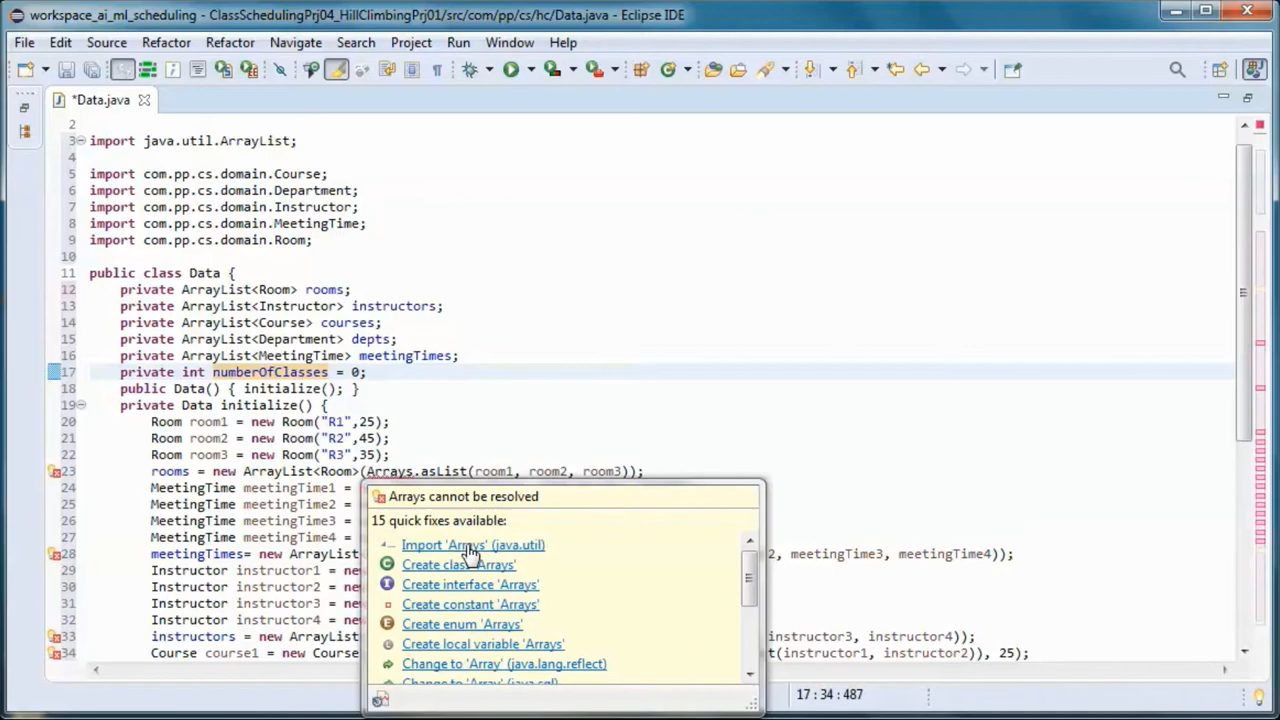 workspace_ai_ml_scheduling - ClassSchedulingPrj04_HillClimbingPrj01/src/com/pp/cs/hc/Data.java - Eclipse IDE
File Edit Source Refactor Refactor Navigate Search Project Run Window Help
*Data.java
2
3 import java.util.ArrayList;
4
5 import com.pp.cs.domain.Course;
6 import com.pp.cs.domain.Department;
7 import com.pp.cs.domain.Instructor;
8 import com.pp.cs.domain.MeetingTime;
9 import com.pp.cs.domain.Room;
10
11 public class Data {
12 private ArrayList<Room> rooms;
13 private ArrayList<Instructor> instructors;
14 private ArrayList<Course> courses;
15 private ArrayList<Department> depts;
16 private ArrayList<MeetingTime> meetingTimes;
17 private int numberOfClasses = 0;
18 public Data() { initialize(); }
19 private Data initialize() {
20 Room room1 = new Room("R1",25);
21 Room room2 = new Room("R2",45);
22 Room room3 = new Room("R3",35);
23 rooms = new ArrayList<Room>(Arrays.asList(room1, room2, room3));
24 MeetingTime meetingTime1 =
25 MeetingTime meetingTime2 =
26 MeetingTime meetingTime3 =
27 MeetingTime meetingTime4 =
28 meetingTimes= new ArrayList 2, meetingTime3, meetingTime4));
29 Instructor instructor1 = ne
30 Instructor instructor2 = ne
31 Instructor instructor3 = ne
32 Instructor instructor4 = ne
33 instructors = new ArrayList instructor3, instructor4));
34 Course course1 = new Course t(instructor1, instructor2)), 25);
Arrays cannot be resolved
15 quick fixes available:
Import 'Arrays' (java.util)
Create class 'Arrays'
Create interface 'Arrays'
Create constant 'Arrays'
Create enum 'Arrays'
Create local variable 'Arrays'
Change to 'Array' (java.lang.reflect)
Change to 'Array' (java.sql)
17 : 34 : 487